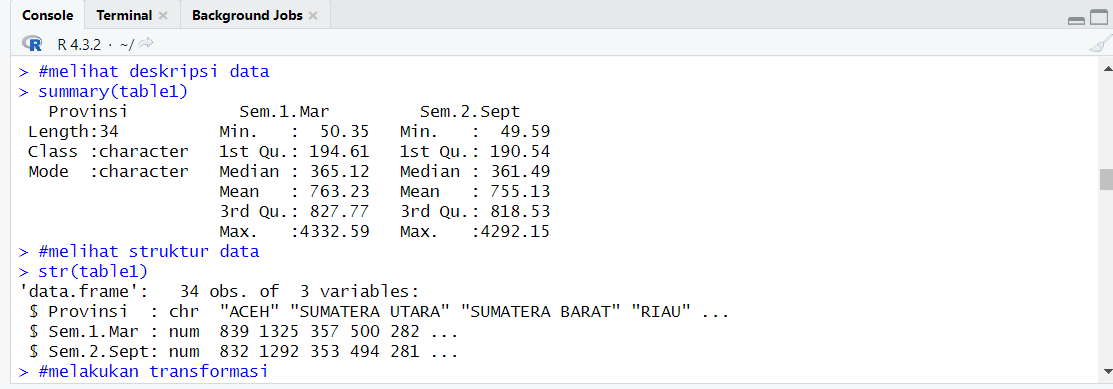 Console Terminal Background Jobs
R R 4.3.2 · ~/
> #melihat deskripsi data
> summary(table1)
   Provinsi           Sem.1.Mar         Sem.2.Sept
 Length:34          Min.   :  50.35   Min.   :  49.59
 Class :character   1st Qu.: 194.61   1st Qu.: 190.54
 Mode  :character   Median : 365.12   Median : 361.49
                    Mean   : 763.23   Mean   : 755.13
                    3rd Qu.: 827.77   3rd Qu.: 818.53
                    Max.   :4332.59   Max.   :4292.15
> #melihat struktur data
> str(table1)
'data.frame':   34 obs. of  3 variables:
 $ Provinsi  : chr  "ACEH" "SUMATERA UTARA" "SUMATERA BARAT" "RIAU" ...
 $ Sem.1.Mar : num  839 1325 357 500 282 ...
 $ Sem.2.Sept: num  832 1292 353 494 281 ...
> #melakukan transformasi